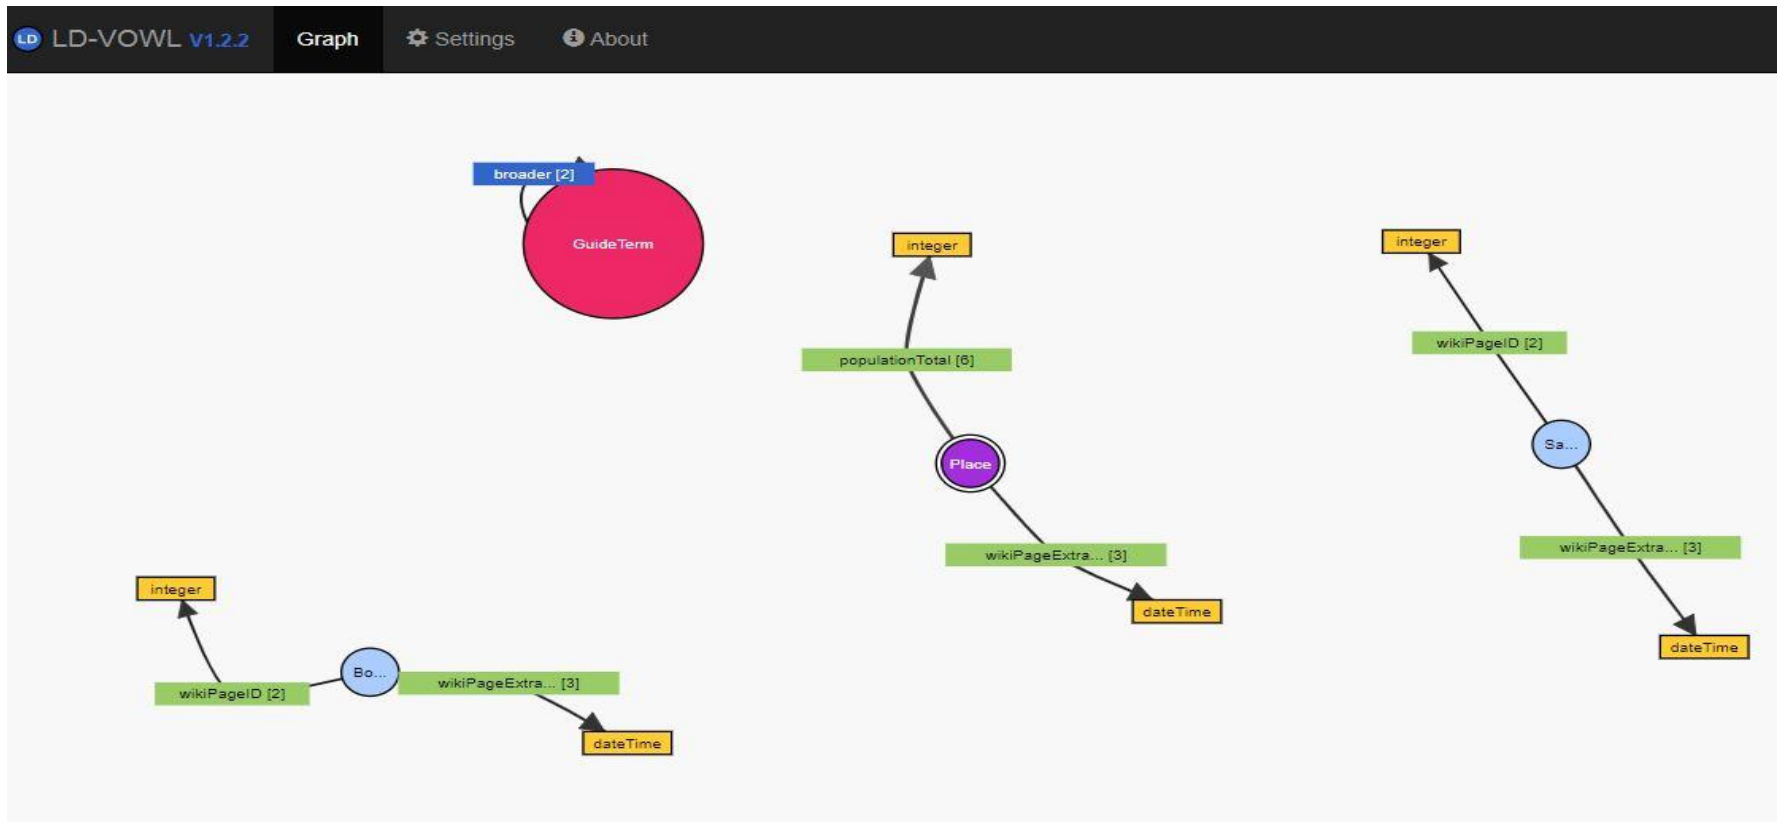 LD LD-VOWL V1.2.2 Graph Settings About
broader [2]
GuideTerm
integer
populationTotal [6]
Place
wikiPageExtra... [3]
dateTime
integer
wikiPageID [2]
Sa...
wikiPageExtra... [3]
dateTime
integer
wikiPageID [2]
Bo...
wikiPageExtra... [3]
dateTime